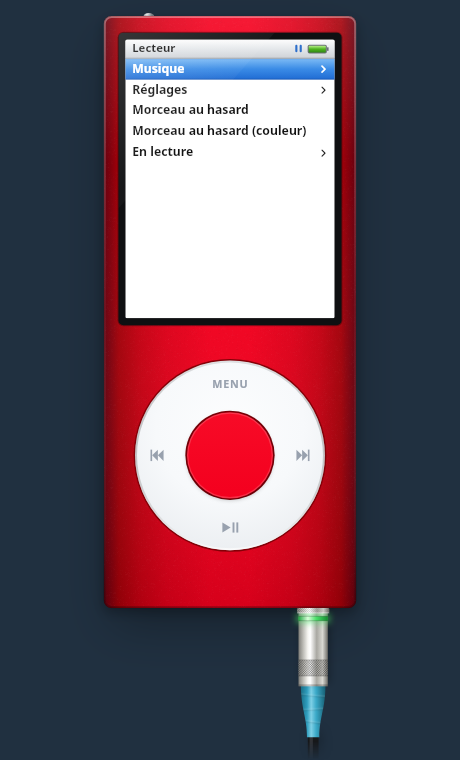 Lecteur
Musique
Réglages
Morceau au hasard
Morceau au hasard (couleur)
En lecture
MENU